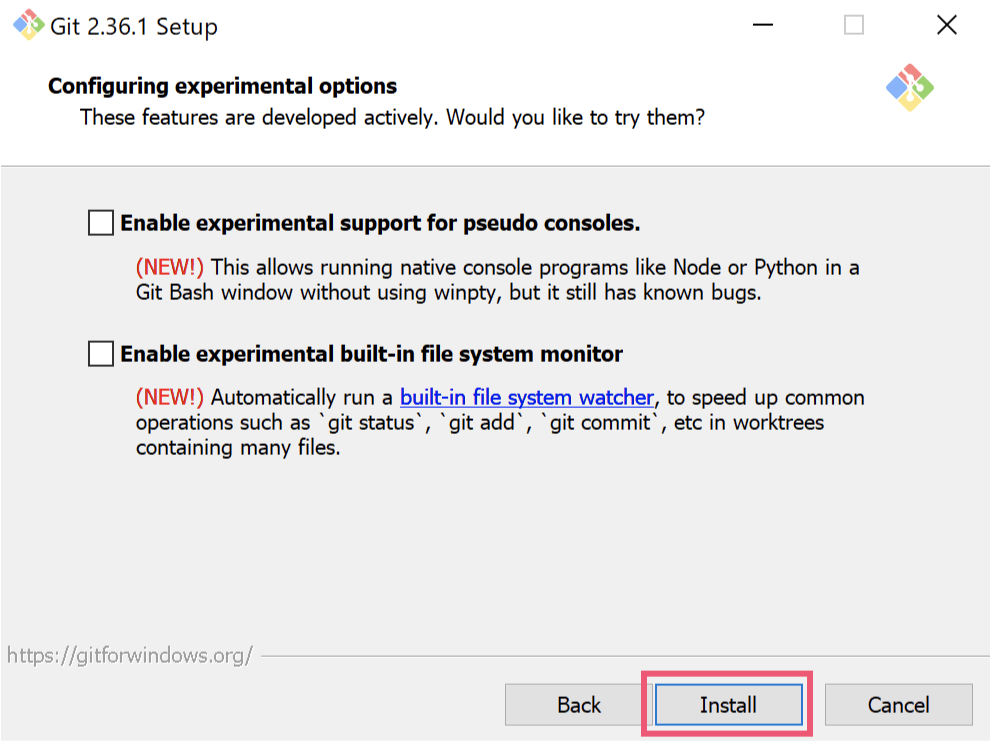 Git 2.36.1 Setup
Configuring experimental options
These features are developed actively. Would you like to try them?
Enable experimental support for pseudo consoles.
(NEW!) This allows running native console programs like Node or Python in a
Git Bash window without using winpty, but it still has known bugs.
Enable experimental built-in file system monitor
(NEW!) Automatically run a built-in file system watcher, to speed up common
operations such as `git status`, `git add`, `git commit`, etc in worktrees
containing many files.
https://gitforwindows.org/
Back Install Cancel